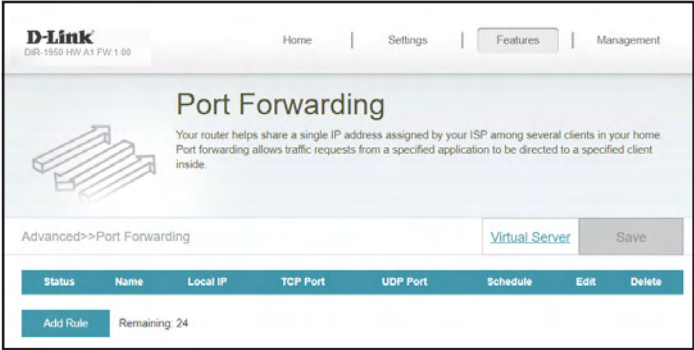 D-Link
DIR-1950 HW:A1 FW:1.00
Home | Settings | Features | Management
Port Forwarding
Your router helps share a single IP address assigned by your ISP among several clients in your home.
Port forwarding allows traffic requests from a specified application to be directed to a specified client
inside.
Advanced>>Port Forwarding Virtual Server Save
Status Name Local IP TCP Port UDP Port Schedule Edit Delete
Add Rule Remaining: 24